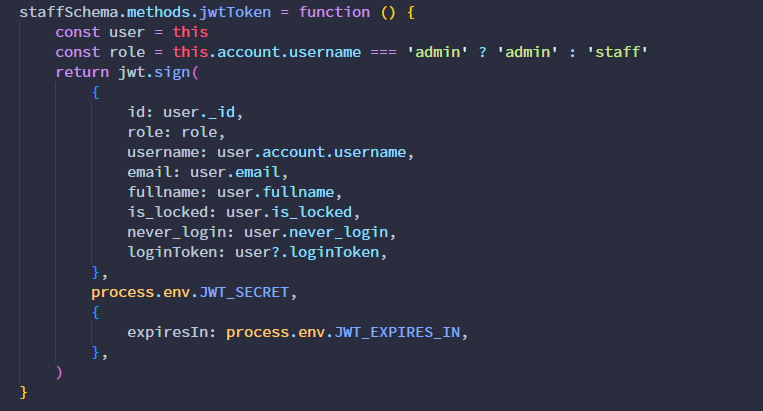 staffSchema.methods.jwtToken = function () {
const user = this
const role = this.account.username === 'admin' ? 'admin' : 'staff'
return jwt.sign(
{
id: user._id,
role: role,
username: user.account.username,
email: user.email,
fullname: user.fullname,
is_locked: user.is_locked,
never_login: user.never_login,
loginToken: user?.loginToken,
},
process.env.JWT_SECRET,
{
expiresIn: process.env.JWT_EXPIRES_IN,
},
)
}